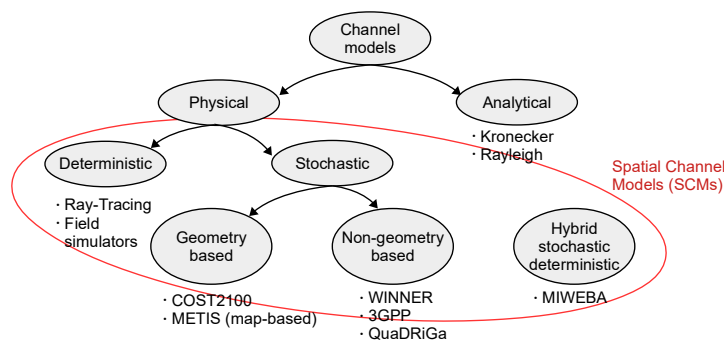 Channel
models
Physical
Analytical
· Kronecker
· Rayleigh
Deterministic
Stochastic
Spatial Channel
Models (SCMs)
· Ray-Tracing
· Field
simulators
Geometry
based
Non-geometry
based
Hybrid
stochastic
deterministic
· COST2100
· METIS (map-based)
· WINNER
· 3GPP
· QuaDRiGa
· MIWEBA